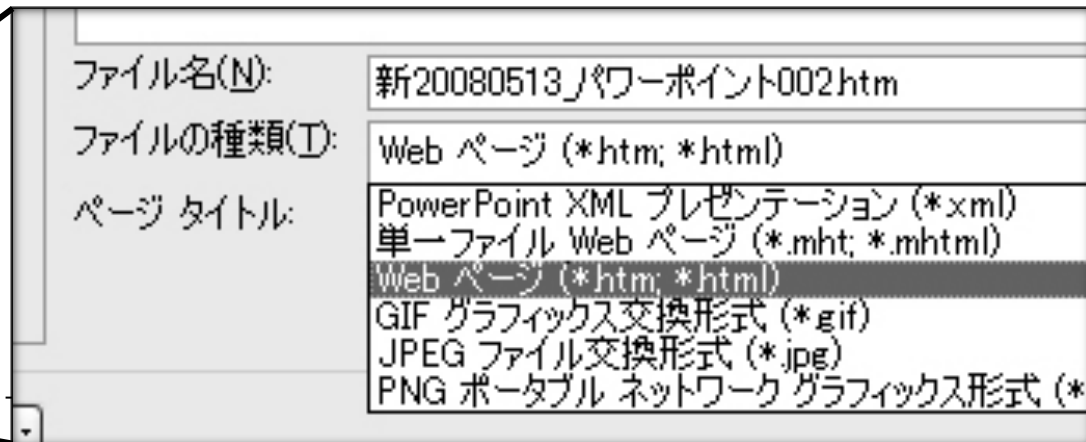 ファイル名(N): 新20080513_パワーポイント002.htm
ファイルの種類(T): Web ページ (*.htm; *.html)
ページ タイトル:
PowerPoint XML プレゼンテーション (*.xml)
単一ファイル Web ページ (*.mht; *.mhtml)
Web ページ (*.htm; *.html)
GIF グラフィックス交換形式 (*.gif)
JPEG ファイル交換形式 (*.jpg)
PNG ポータブル ネットワーク グラフィックス形式 (*